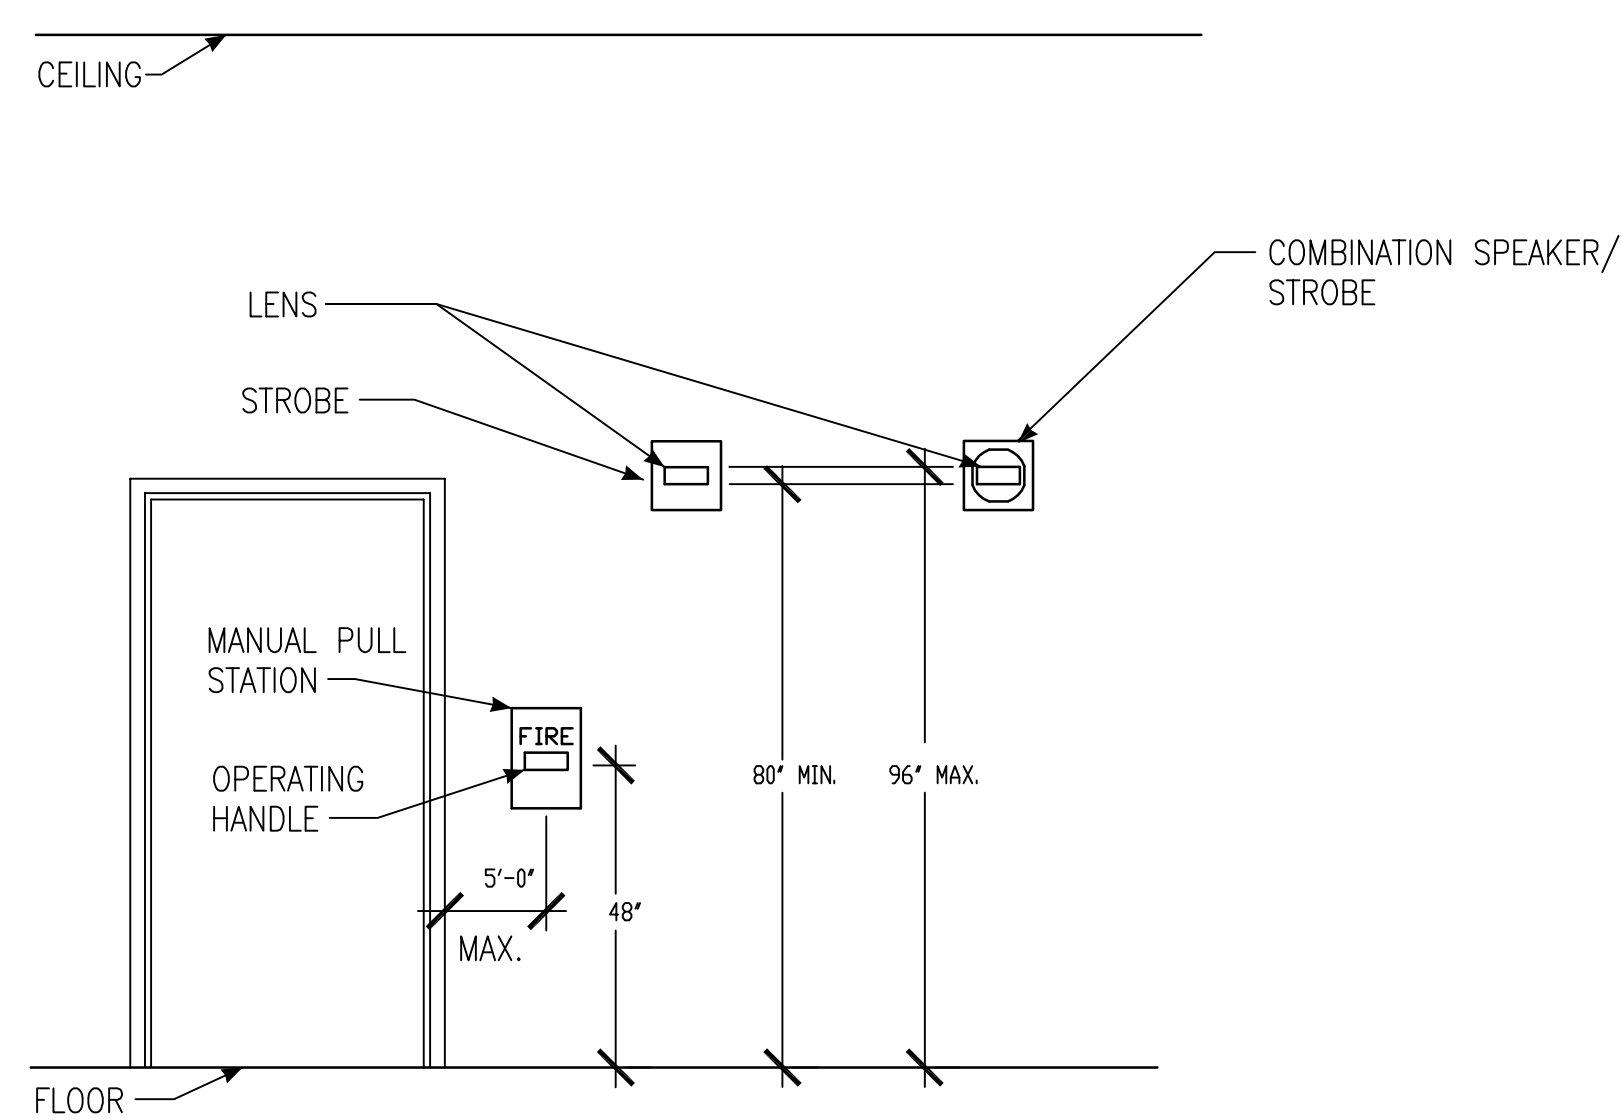 CEILING
COMBINATION SPEAKER/
STROBE
LENS
STROBE
MANUAL PULL
STATION
FIRE
OPERATING
HANDLE
80" MIN.
96" MAX.
5'-0"
MAX.
48"
FLOOR